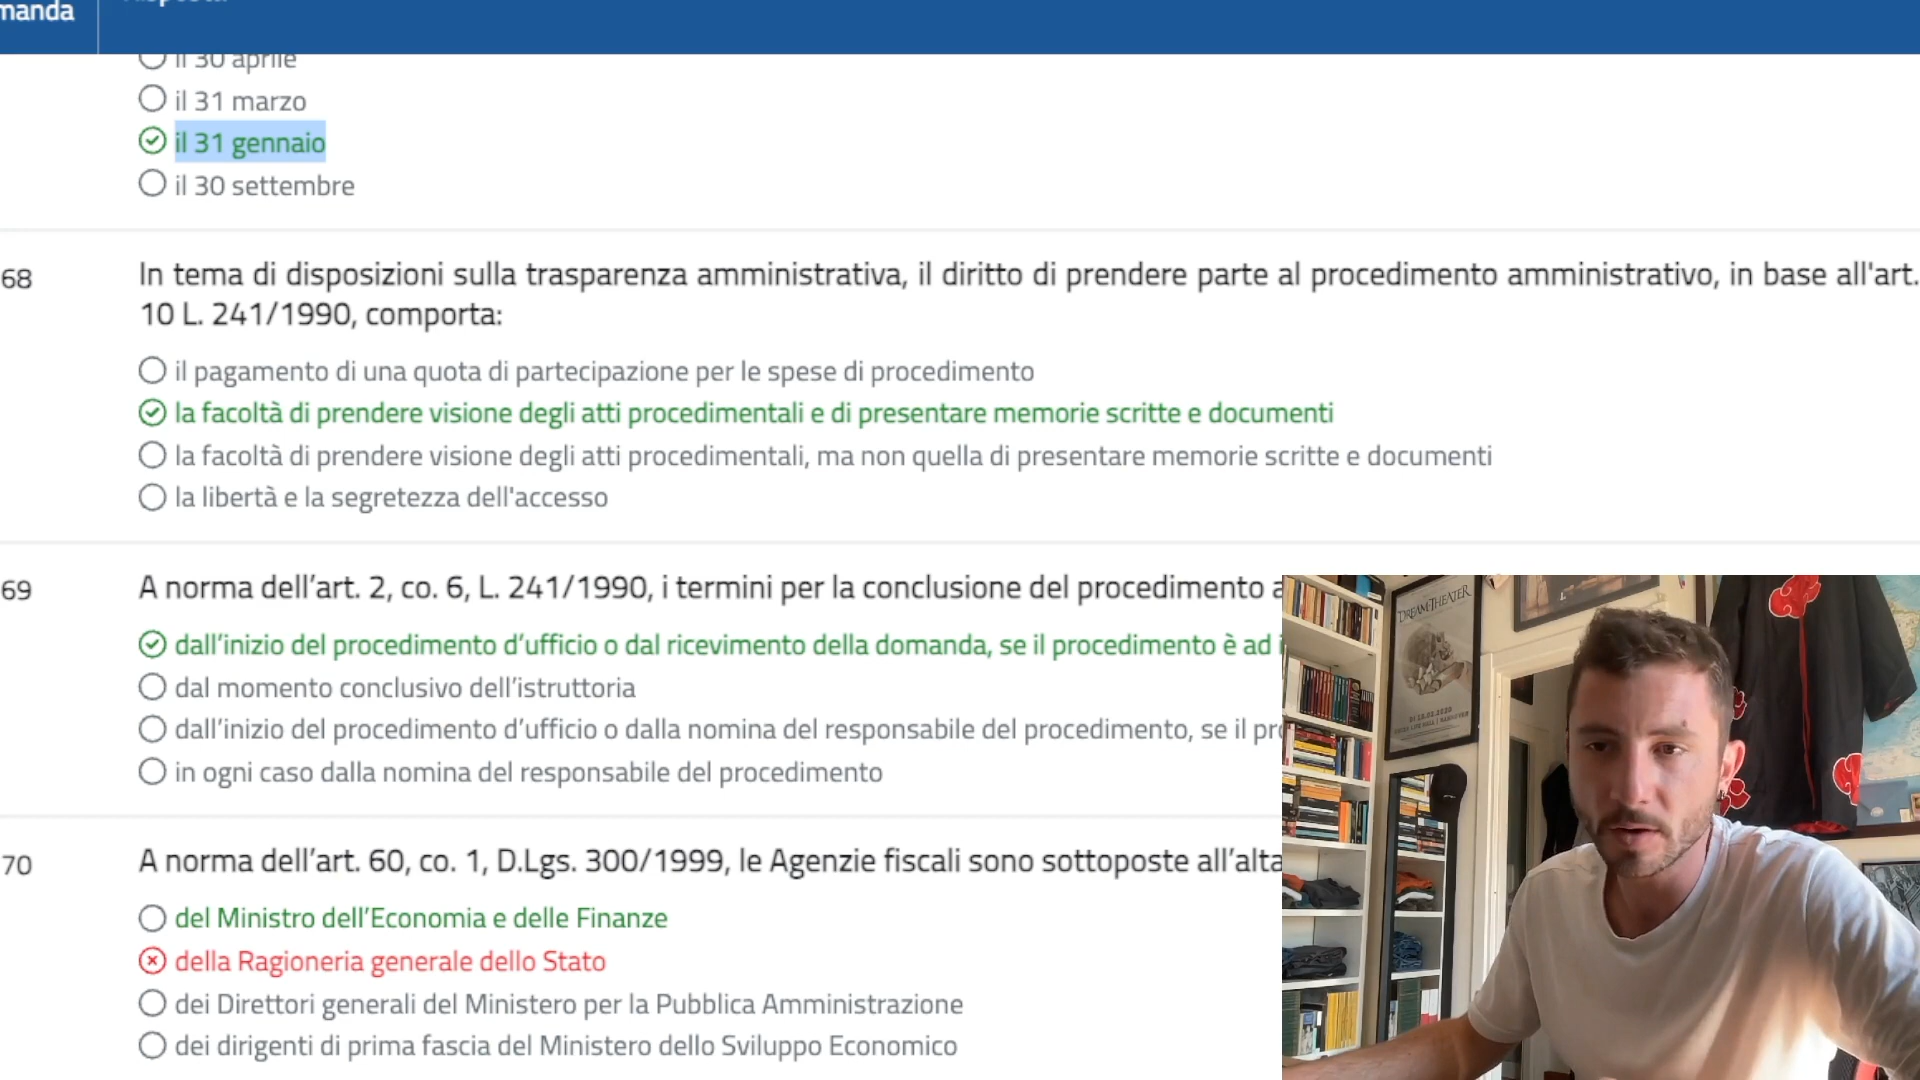 manda
il 30 aprile
il 31 marzo
il 31 gennaio
il 30 settembre
68
In tema di disposizioni sulla trasparenza amministrativa, il diritto di prendere parte al procedimento amministrativo, in base all'art.
10 L. 241/1990, comporta:
il pagamento di una quota di partecipazione per le spese di procedimento
la facoltà di prendere visione degli atti procedimentali e di presentare memorie scritte e documenti
la facoltà di prendere visione degli atti procedimentali, ma non quella di presentare memorie scritte e documenti
la libertà e la segretezza dell'accesso
69
A norma dell’art. 2, co. 6, L. 241/1990, i termini per la conclusione del procedimento
dall’inizio del procedimento d’ufficio o dal ricevimento della domanda, se il procedimento è ad
dal momento conclusivo dell’istruttoria
dall’inizio del procedimento d’ufficio o dalla nomina del responsabile del procedimento, se il
in ogni caso dalla nomina del responsabile del procedimento
70
A norma dell’art. 60, co. 1, D.Lgs. 300/1999, le Agenzie fiscali sono sottoposte all’alta
del Ministro dell’Economia e delle Finanze
della Ragioneria generale dello Stato
dei Direttori generali del Ministero per la Pubblica Amministrazione
dei dirigenti di prima fascia del Ministero dello Sviluppo Economico
DREAM THEATER